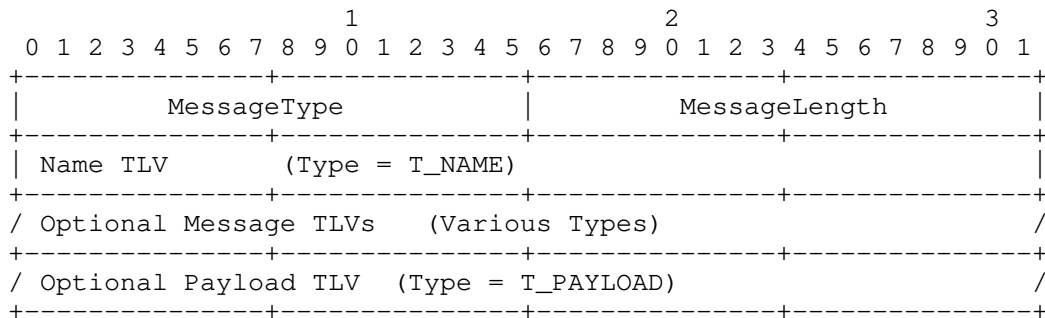 1                   2                   3
 0 1 2 3 4 5 6 7 8 9 0 1 2 3 4 5 6 7 8 9 0 1 2 3 4 5 6 7 8 9 0 1
+---------------+---------------+---------------+---------------+
|         MessageType           |         MessageLength         |
+---------------+---------------+---------------+---------------+
| Name TLV       (Type = T_NAME)                                |
+---------------+---------------+---------------+---------------+
/ Optional Message TLVs   (Various Types)                       /
+---------------+---------------+---------------+---------------+
/ Optional Payload TLV  (Type = T_PAYLOAD)                      /
+---------------+---------------+---------------+---------------+